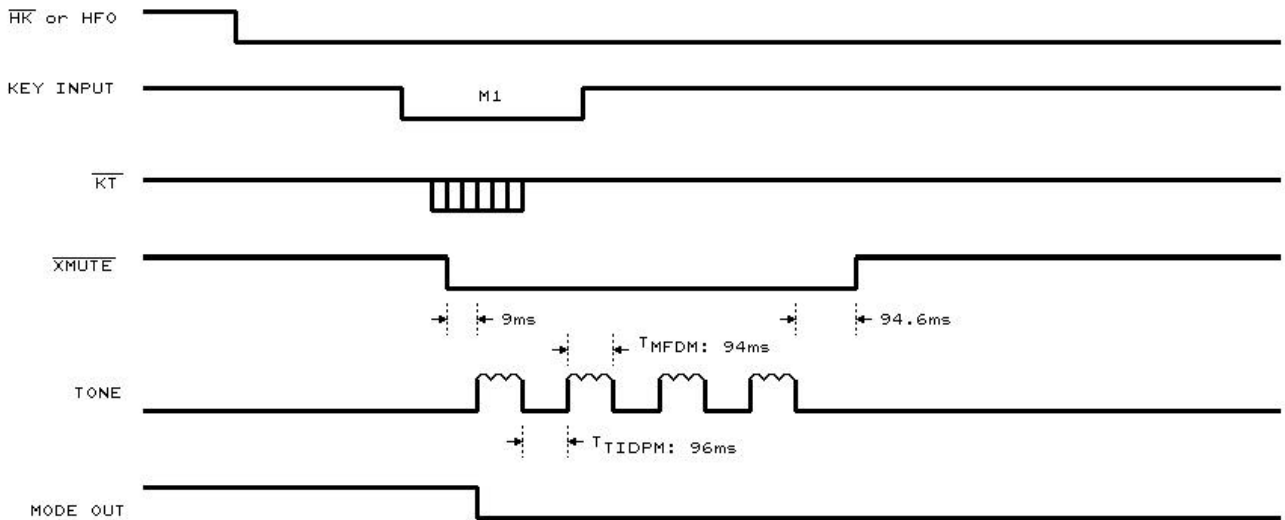 HK or HFO
KEY INPUT
M1
KT
XMUTE
9ms
94.6ms
TMFDM: 94ms
TONE
TTIDPM: 96ms
MODE OUT